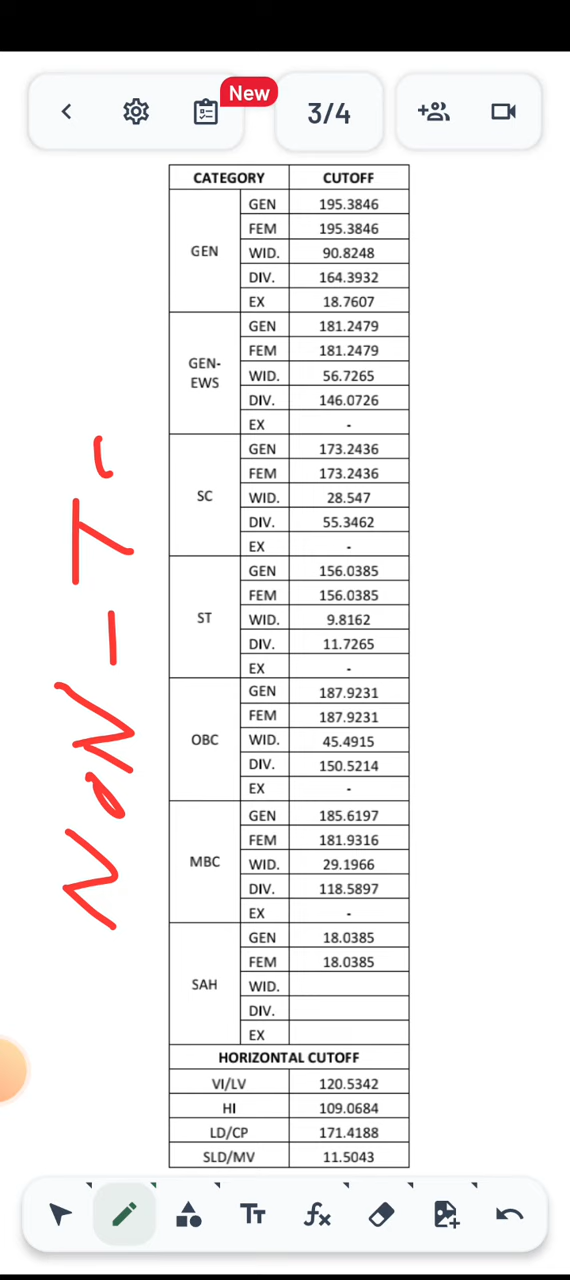 New
3/4
CATEGORY CUTOFF
GEN GEN 195.3846
FEM 195.3846
WID. 90.8248
DIV. 164.3932
EX 18.7607
GEN-EWS GEN 181.2479
FEM 181.2479
WID. 56.7265
DIV. 146.0726
EX -
SC GEN 173.2436
FEM 173.2436
WID. 28.547
DIV. 55.3462
EX -
ST GEN 156.0385
FEM 156.0385
WID. 9.8162
DIV. 11.7265
EX -
OBC GEN 187.9231
FEM 187.9231
WID. 45.4915
DIV. 150.5214
EX -
MBC GEN 185.6197
FEM 181.9316
WID. 29.1966
DIV. 118.5897
EX -
SAH GEN 18.0385
FEM 18.0385
WID.
DIV.
EX
HORIZONTAL CUTOFF
VI/LV 120.5342
HI 109.0684
LD/CP 171.4188
SLD/MV 11.5043
NoN-T
TT
fx